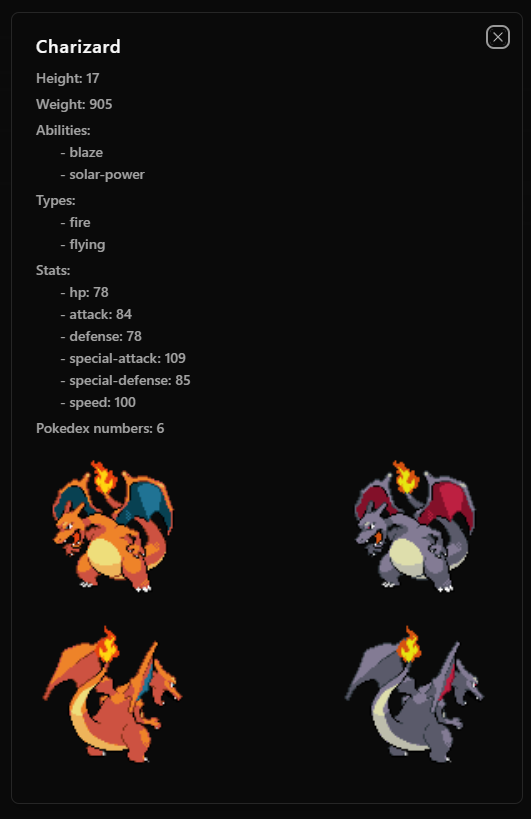 Charizard
Height: 17
Weight: 905
Abilities:
- blaze
- solar-power
Types:
- fire
- flying
Stats:
- hp: 78
- attack: 84
- defense: 78
- special-attack: 109
- special-defense: 85
- speed: 100
Pokedex numbers: 6